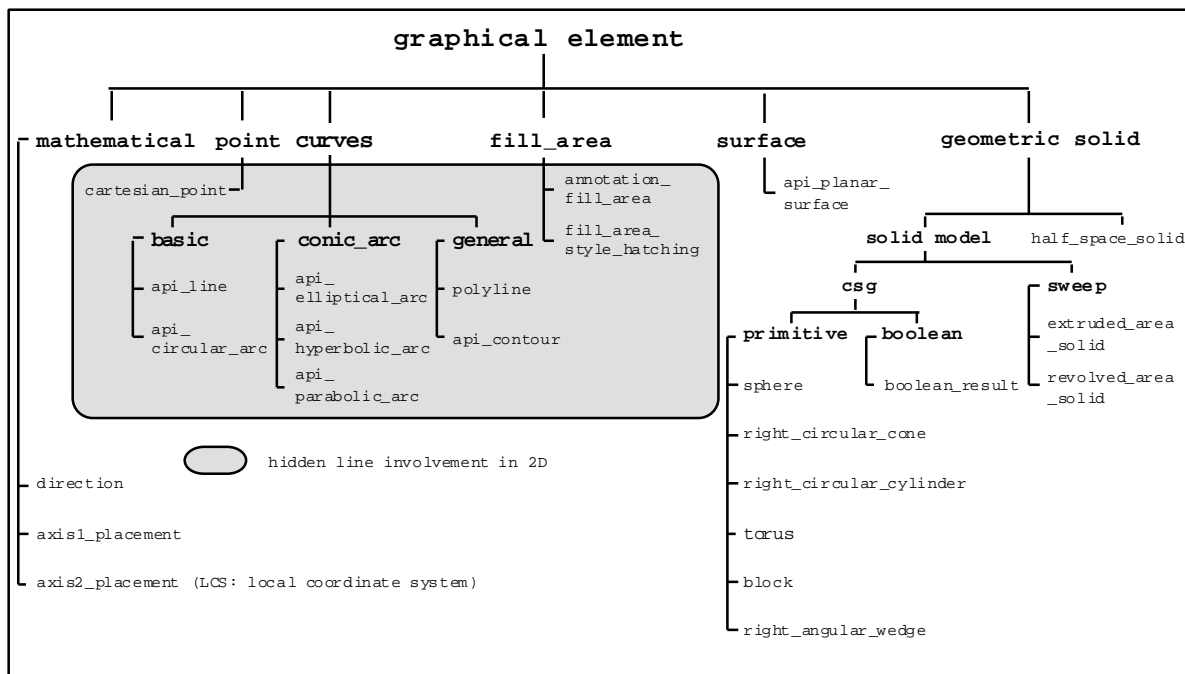 graphical element
mathematical point curves fill_area surface geometric solid
cartesian_point
annotation_
fill_area
api_planar_
surface
basic conic_arc general
fill_area_
style_hatching
solid model half_space_solid
api_line
api_
elliptical_arc
polyline
csg sweep
api_
circular_arc
api_
hyperbolic_arc
api_contour
primitive boolean
extruded_area
_solid
api_
parabolic_arc
sphere boolean_result
revolved_area
_solid
right_circular_cone
hidden line involvement in 2D
direction
right_circular_cylinder
axis1_placement
torus
axis2_placement (LCS: local coordinate system)
block
right_angular_wedge